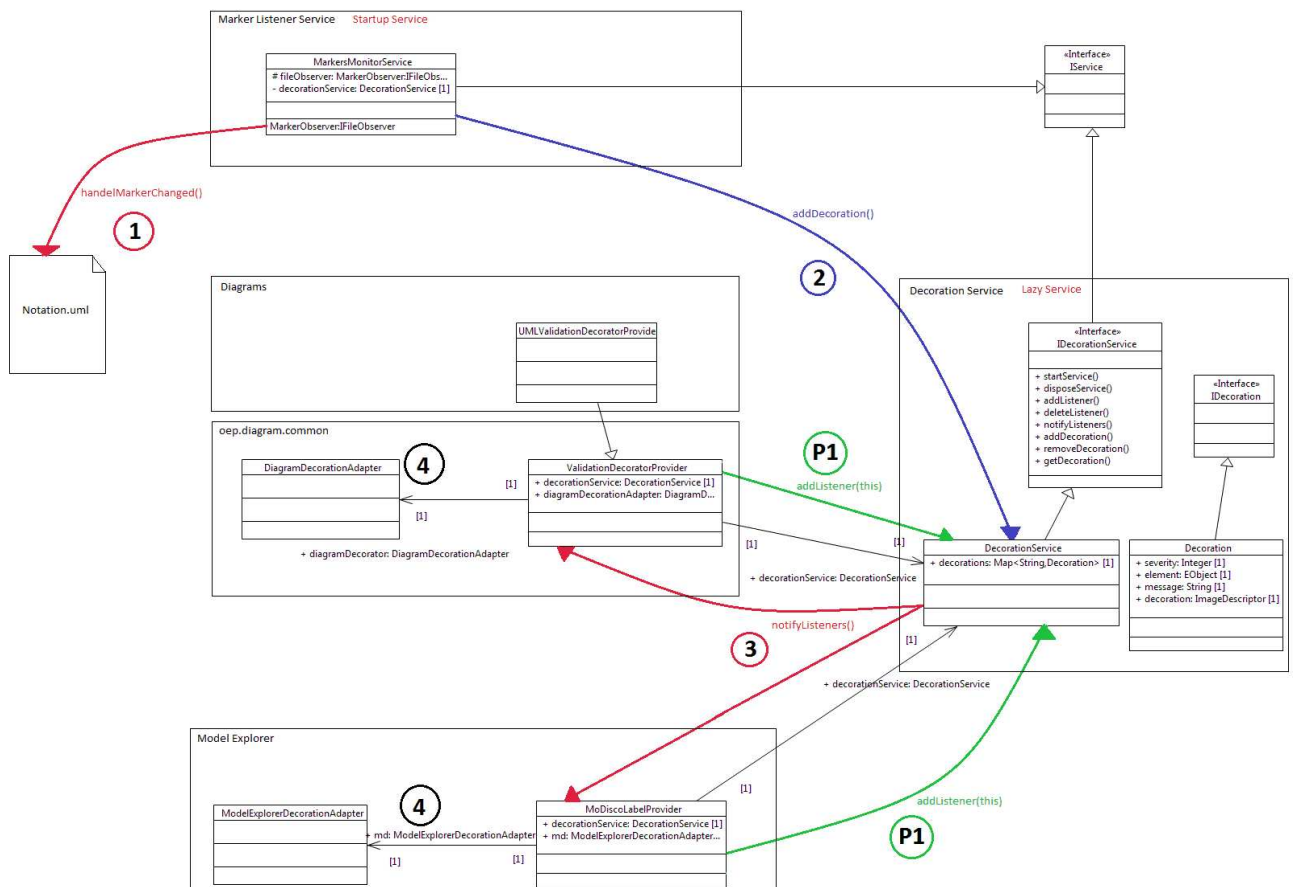 Marker Listener Service Startup Service
MarkersMonitorService
# fileObserver: MarkerObserver:IFileObs...
- decorationService: DecorationService [1]
MarkerObserver:IFileObserver
«Interface»
IService
handelMarkerChanged()
1
addDecoration()
2
Notation.uml
Diagrams
UMLValidationDecoratorProvide
Decoration Service Lazy Service
«Interface»
IDecorationService
+ startService()
+ disposeService()
+ addListener()
+ deleteListener()
+ notifyListeners()
+ addDecoration()
+ removeDecoration()
+ getDecoration()
«Interface»
IDecoration
oep.diagram.common
DiagramDecorationAdapter
4
[1]
[1]
+ diagramDecorator: DiagramDecorationAdapter
ValidationDecoratorProvider
+ decorationService: DecorationService [1]
+ diagramDecorationAdapter: DiagramD...
P1
addListener(this)
[1]
[1]
+ decorationService: DecorationService
DecorationService
+ decorations: Map<String,Decoration> [1]
Decoration
+ severity: Integer [1]
+ element: EObject [1]
+ message: String [1]
+ decoration: ImageDescriptor [1]
notifyListeners()
3
[1]
+ decorationService: DecorationService
Model Explorer
ModelExplorerDecorationAdapter
4
+ md: ModelExplorerDecorationAdapter
[1]
[1]
MoDiscoLabelProvider
+ decorationService: DecorationService [1]
+ md: ModelExplorerDecorationAdapter...
[1]
addListener(this)
P1